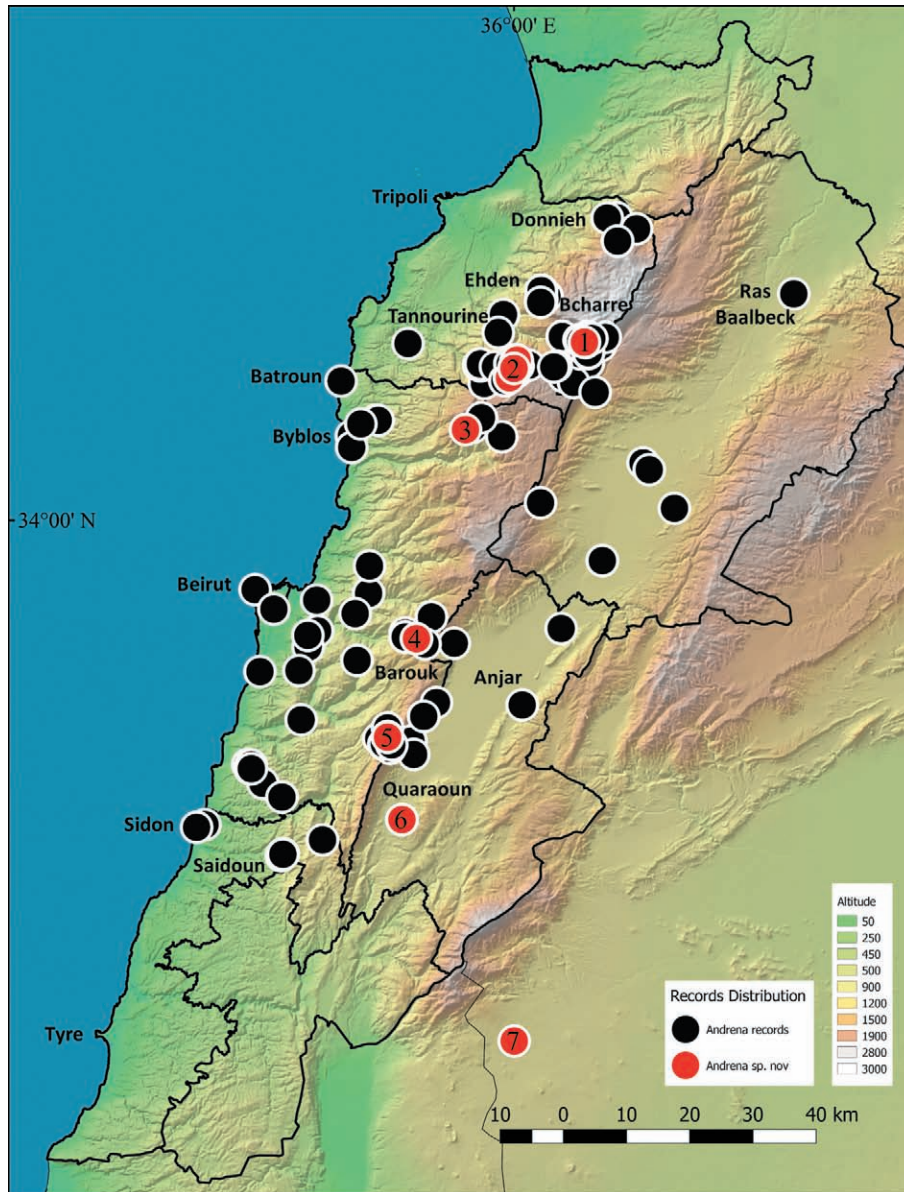 36°00' E
Tripoli
Donnieh
Ehden
Bcharre
Ras
Baalbeck
Tannourine
1
2
Batroun
3
Byblos
34°00' N
Beirut
4
Barouk
Anjar
5
Quaraoun
6
Sidon
Saidoun
Tyre
7
Altitude
50
250
450
500
900
1200
1500
1900
2800
3000
Records Distribution
Andrena records
Andrena sp. nov
10 0 10 20 30 40 km